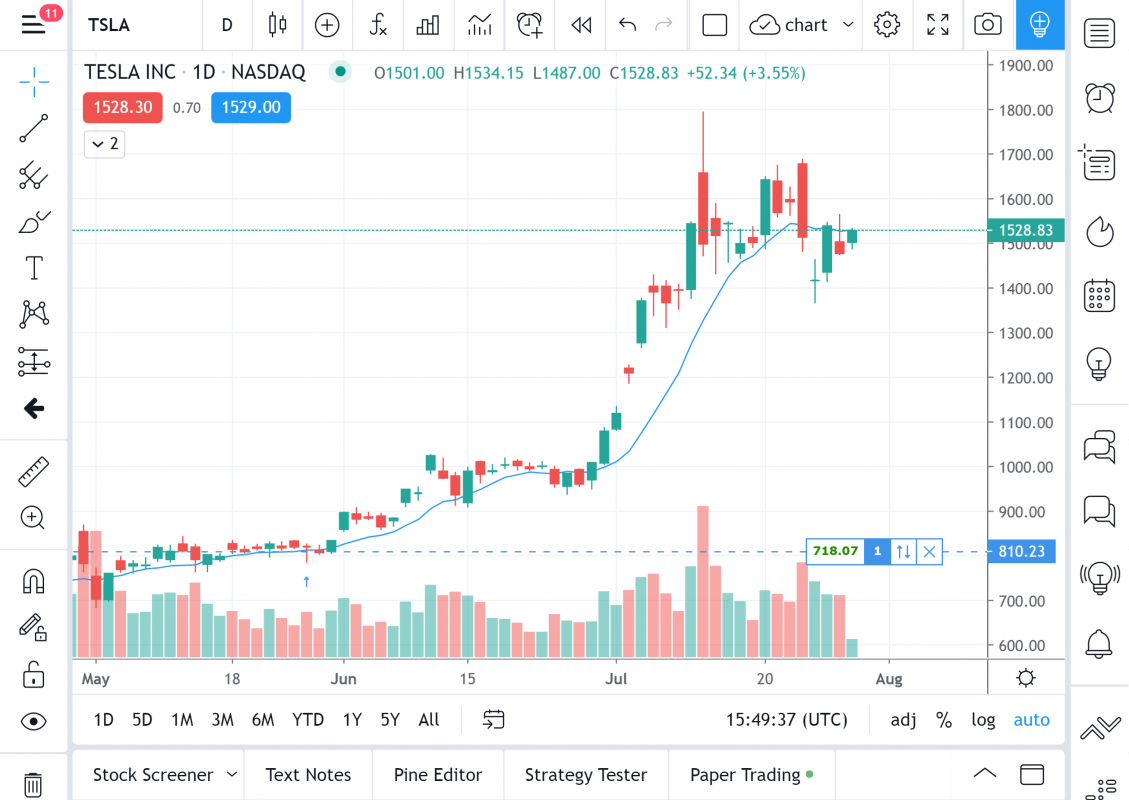 11
TSLA
D
chart
TESLA INC · 1D · NASDAQ
O1501.00 H1534.15 L1487.00 C1528.83 +52.34 (+3.55%)
1528.30 0.70 1529.00
2
T
1900.00
1800.00
1700.00
1600.00
1528.83
1500.00
1400.00
1300.00
1200.00
1100.00
1000.00
900.00
718.07 1
810.23
700.00
600.00
May 18 Jun 15 Jul 20 Aug
1D 5D 1M 3M 6M YTD 1Y 5Y All
15:49:37 (UTC) adj % log auto
Stock Screener Text Notes Pine Editor Strategy Tester Paper Trading